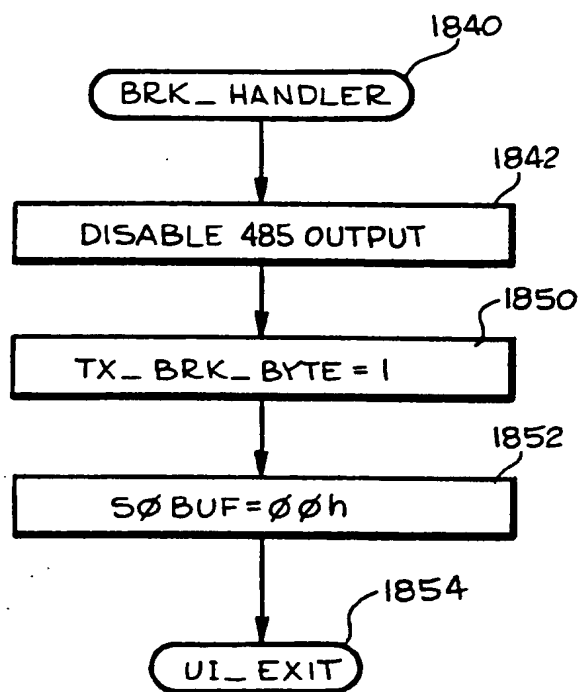 1840
BRK_HANDLER
1842
DISABLE 485 OUTPUT
1850
TX_BRK_BYTE = 1
1852
SØBUF=ØØh
1854
UI_EXIT